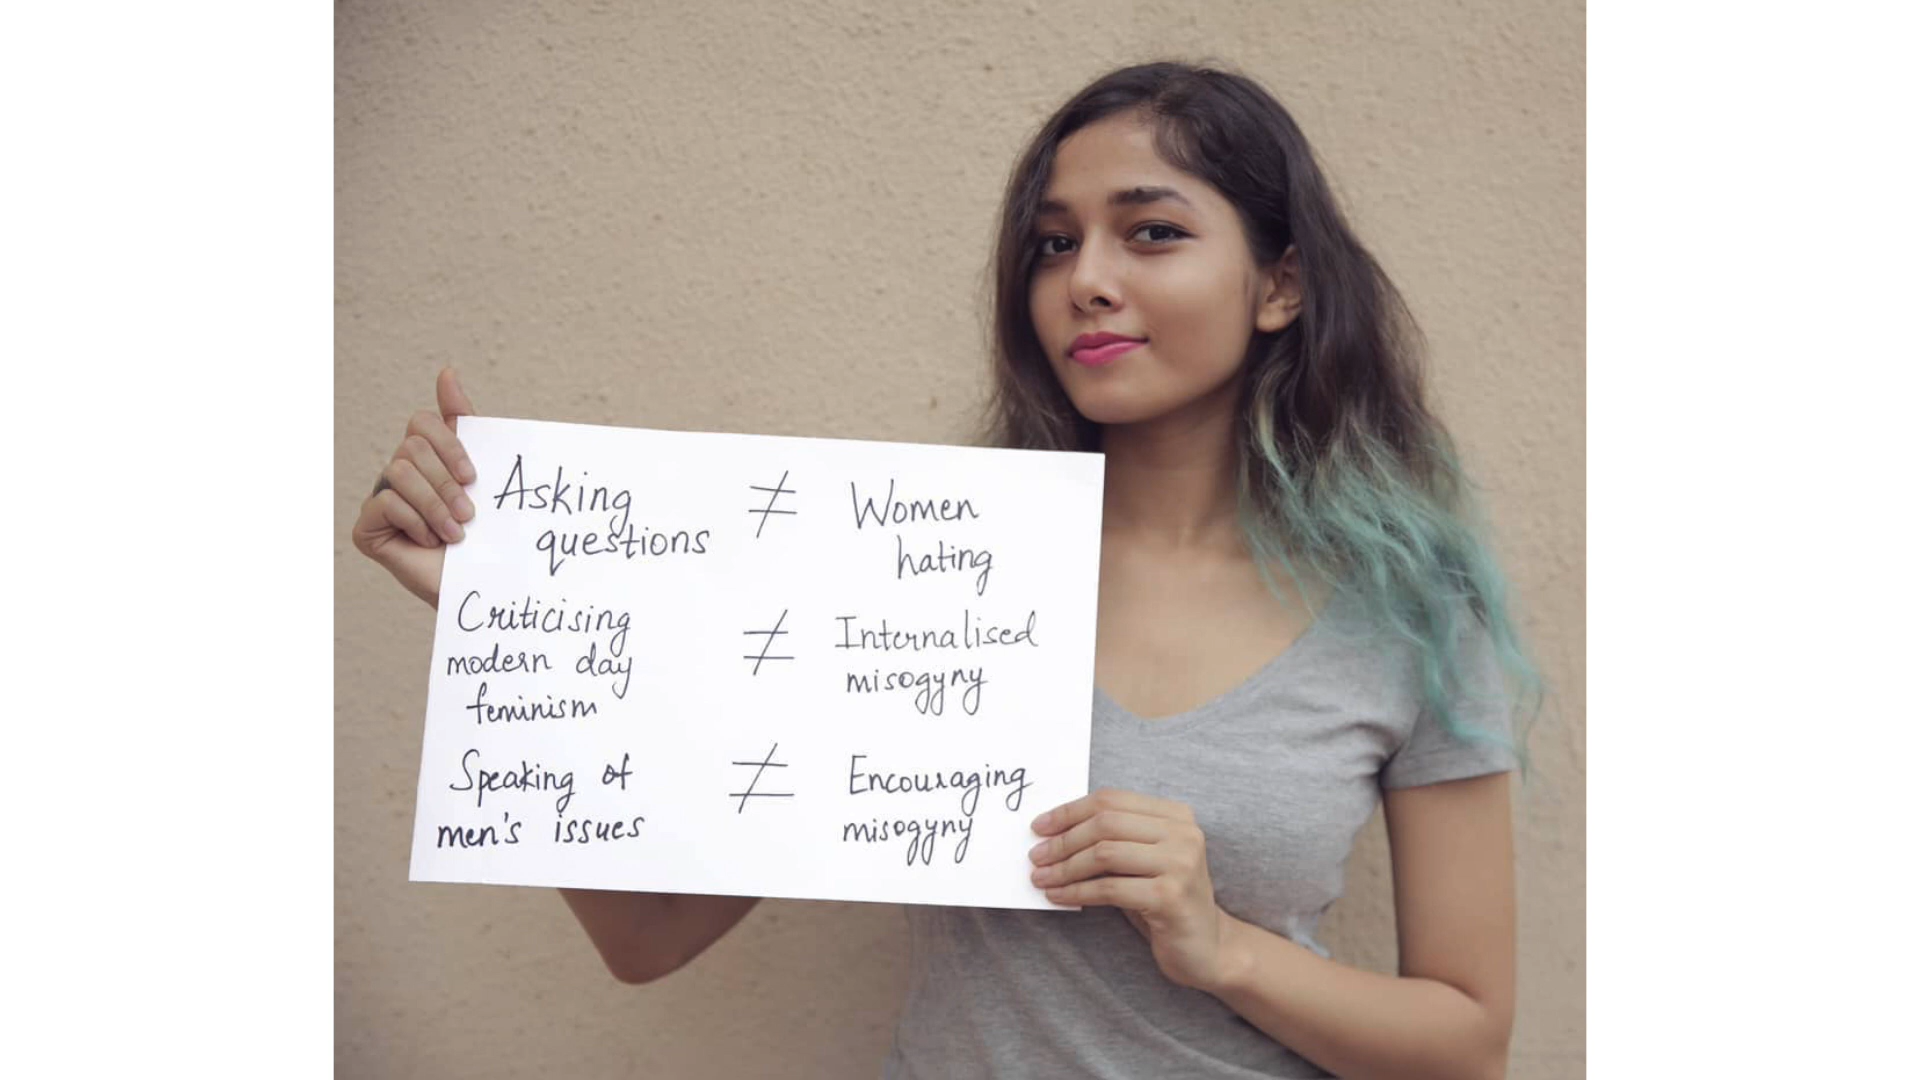 Asking ≠ Women
questions hating
Criticising ≠ Internalised
modern day misogyny
feminism
Speaking of ≠ Encouraging
men's issues misogyny